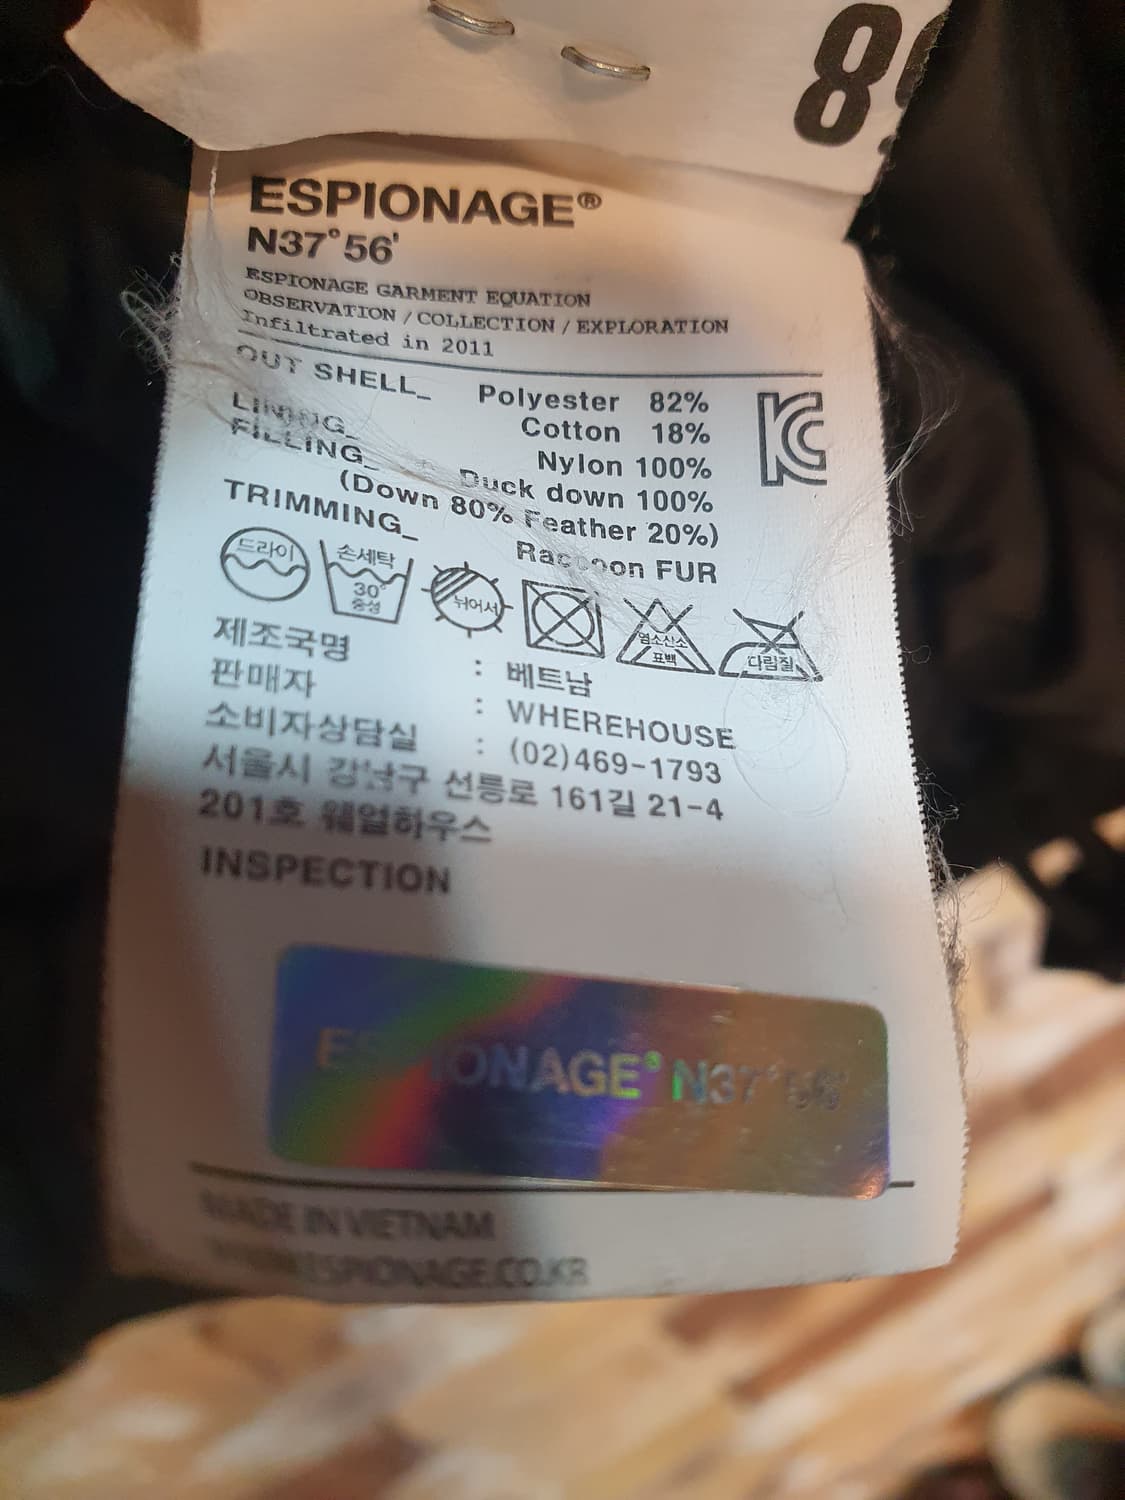 8
ESPIONAGE®
N37°56'
ESPIONAGE GARMENT EQUATION
OBSERVATION / COLLECTION / EXPLORATION
Infiltrated in 2011
OUT SHELL_ Polyester 82%
Cotton 18%
LINING_ Nylon 100%
FILLING_ Duck down 100%
(Down 80% Feather 20%)
TRIMMING_ Raccoon FUR
KC
드라이 손세탁 30° 중성 뉘어서 염소산소 표백 다림질
제조국명 : 베트남
판매자 : WHEREHOUSE
소비자상담실 : (02)469-1793
서울시 강남구 선릉로 161길 21-4
201호 웨얼하우스
INSPECTION
ESPIONAGE® N37°56'
MADE IN VIETNAM
ESPIONAGE.CO.KR